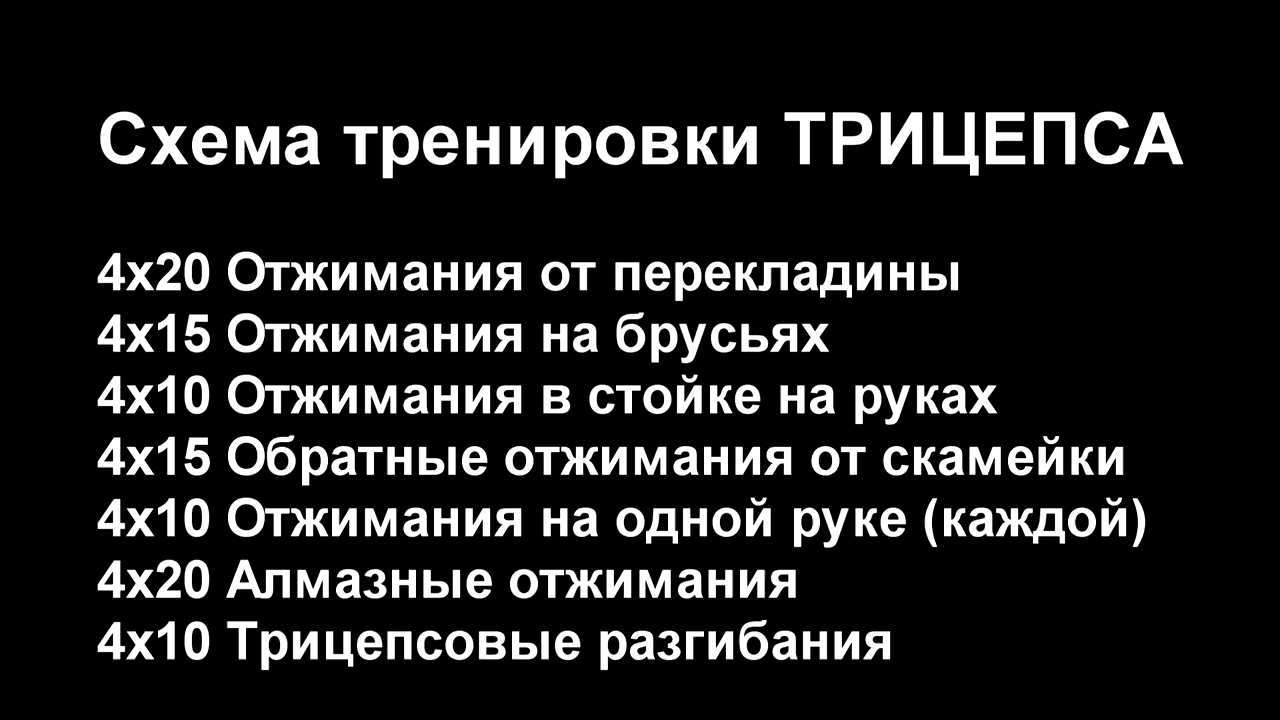 Схема тренировки ТРИЦЕПСА
4х20 Отжимания от перекладины
4х15 Отжимания на брусьях
4х10 Отжимания в стойке на руках
4х15 Обратные отжимания от скамейки
4х10 Отжимания на одной руке (каждой)
4х20 Алмазные отжимания
4х10 Трицепсовые разгибания